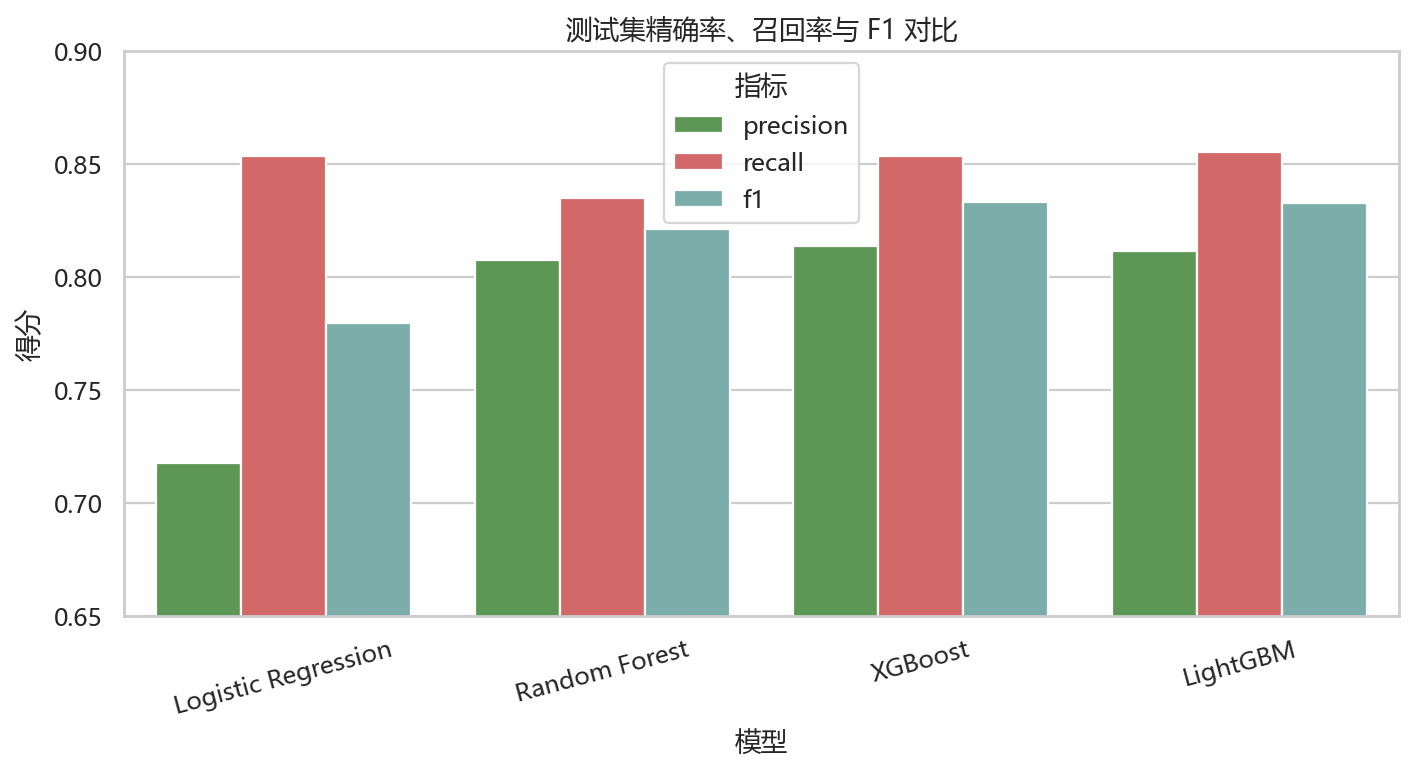 测试集精确率、召回率与 F1 对比
0.90
0.85
0.80
0.75
0.70
0.65
得分
指标
precision
recall
f1
Logistic Regression
Random Forest
XGBoost
LightGBM
模型